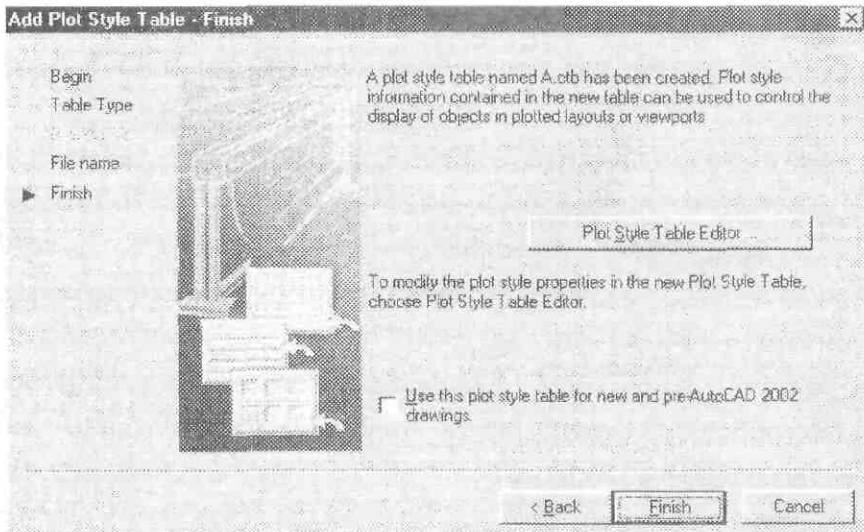 Add Plot Style Table - Finish
Begin
Table Type
File name
Finish
A plot style table named A.ctb has been created. Plot style
information contained in the new table can be used to control the
display of objects in plotted layouts or viewports
Plot Style Table Editor ...
To modify the plot style properties in the new Plot Style Table,
choose Plot Style Table Editor.
Use this plot style table for new and pre-AutoCAD 2002
drawings.
< Back
Finish
Cancel